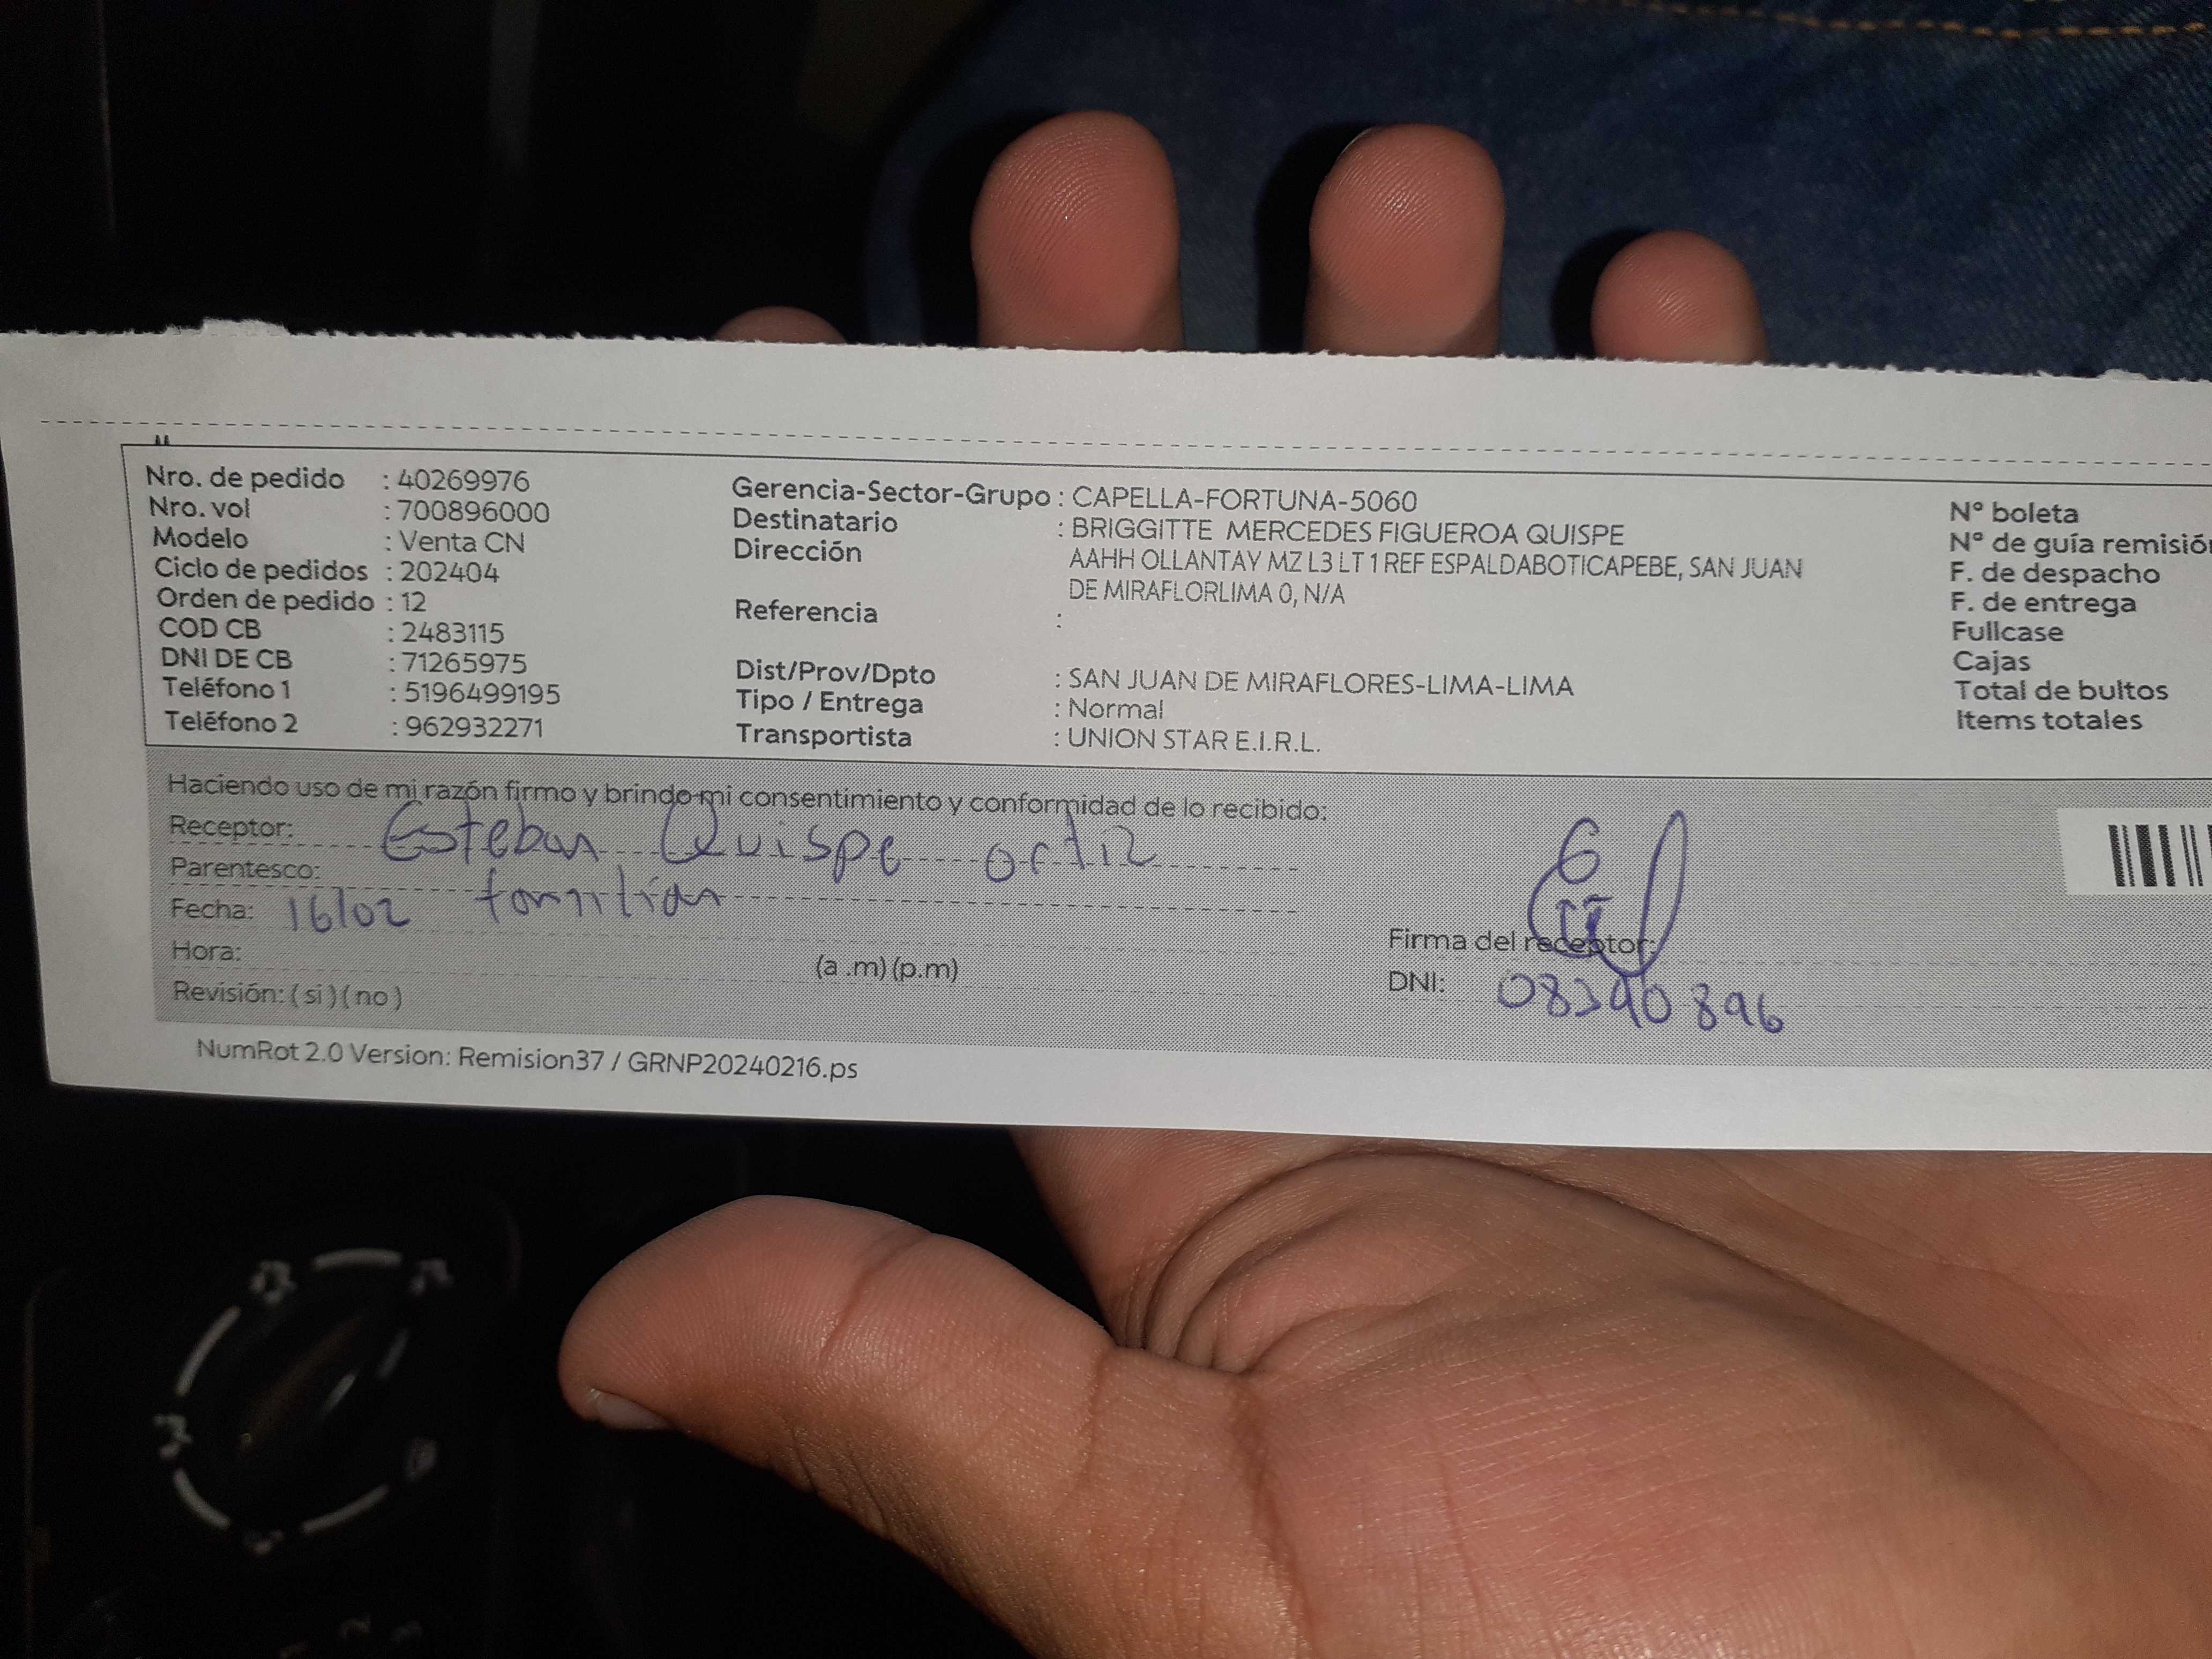 Nro. de pedido : 40269976
Nro. vol : 700896000
Modelo : Venta CN
Ciclo de pedidos : 202404
Orden de pedido : 12
COD CB : 2483115
DNI DE CB : 71265975
Teléfono 1 : 5196499195
Teléfono 2 : 962932271
Gerencia-Sector-Grupo : CAPELLA-FORTUNA-5060
Destinatario : BRIGGITTE MERCEDES FIGUEROA QUISPE
Dirección AAHH OLLANTAY MZ L3 LT 1 REF ESPALDABOTICAPEBE, SAN JUAN
DE MIRAFLORLIMA 0, N/A
Referencia :
Dist/Prov/Dpto : SAN JUAN DE MIRAFLORES-LIMA-LIMA
Tipo / Entrega : Normal
Transportista : UNION STAR E.I.R.L.
N° boleta
N° de guía remisión
F. de despacho
F. de entrega
Fullcase
Cajas
Total de bultos
Items totales
Haciendo uso de mi razón firmo y brindo mi consentimiento y conformidad de lo recibido:
Receptor: Esteban Quispe ortiz
Parentesco: familiar
Fecha: 16/02
Hora: (a .m) (p.m)
Revisión: ( si ) ( no )
Firma del receptor:
DNI: 08390896
NumRot 2.0 Version: Remision37 / GRNP20240216.ps